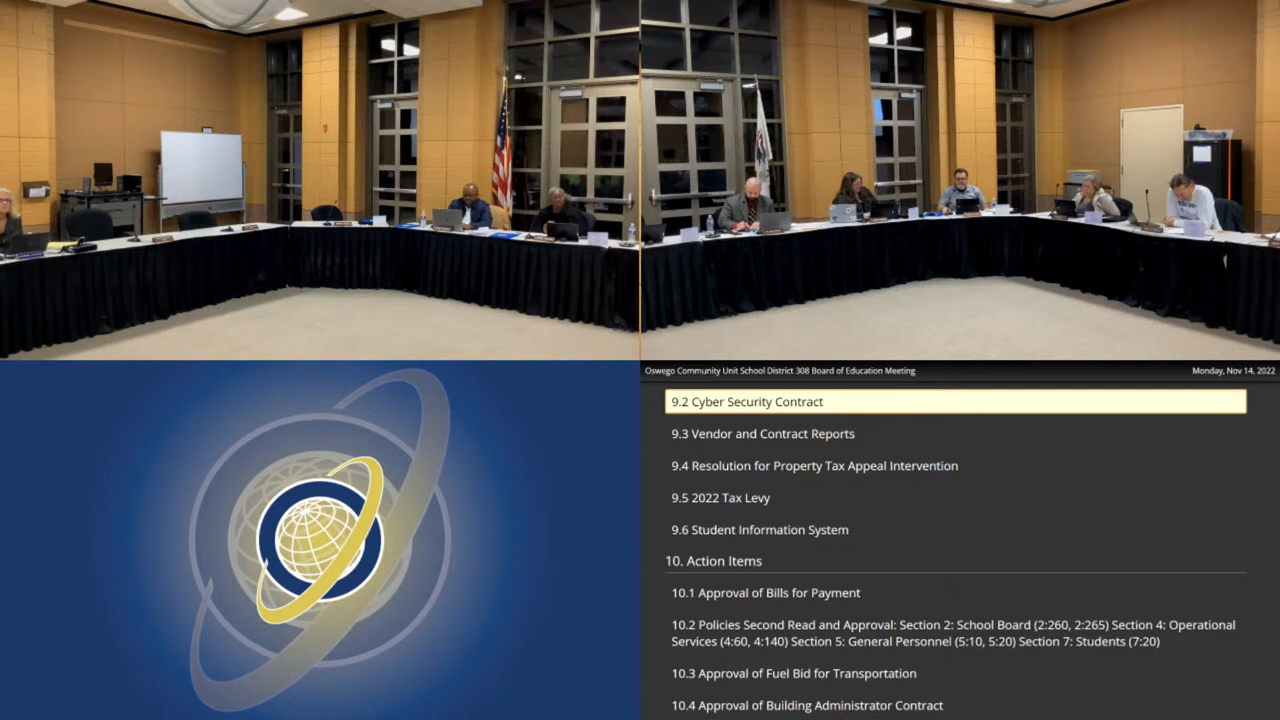 Oswego Community Unit School District 308 Board of Education Meeting
Monday, Nov 14, 2022
9.2 Cyber Security Contract
9.3 Vendor and Contract Reports
9.4 Resolution for Property Tax Appeal Intervention
9.5 2022 Tax Levy
9.6 Student Information System
10. Action Items
10.1 Approval of Bills for Payment
10.2 Policies Second Read and Approval: Section 2: School Board (2:260, 2:265) Section 4: Operational
Services (4:60, 4:140) Section 5: General Personnel (5:10, 5:20) Section 7: Students (7:20)
10.3 Approval of Fuel Bid for Transportation
10.4 Approval of Building Administrator Contract